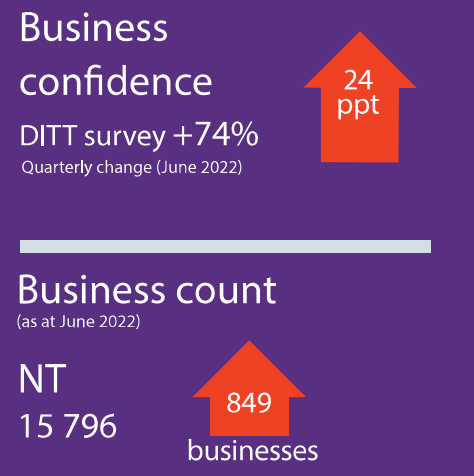 Business
confidence
DITT survey +74%
Quarterly change (June 2022)
24
ppt
Business count
(as at June 2022)
NT
15 796
849
businesses